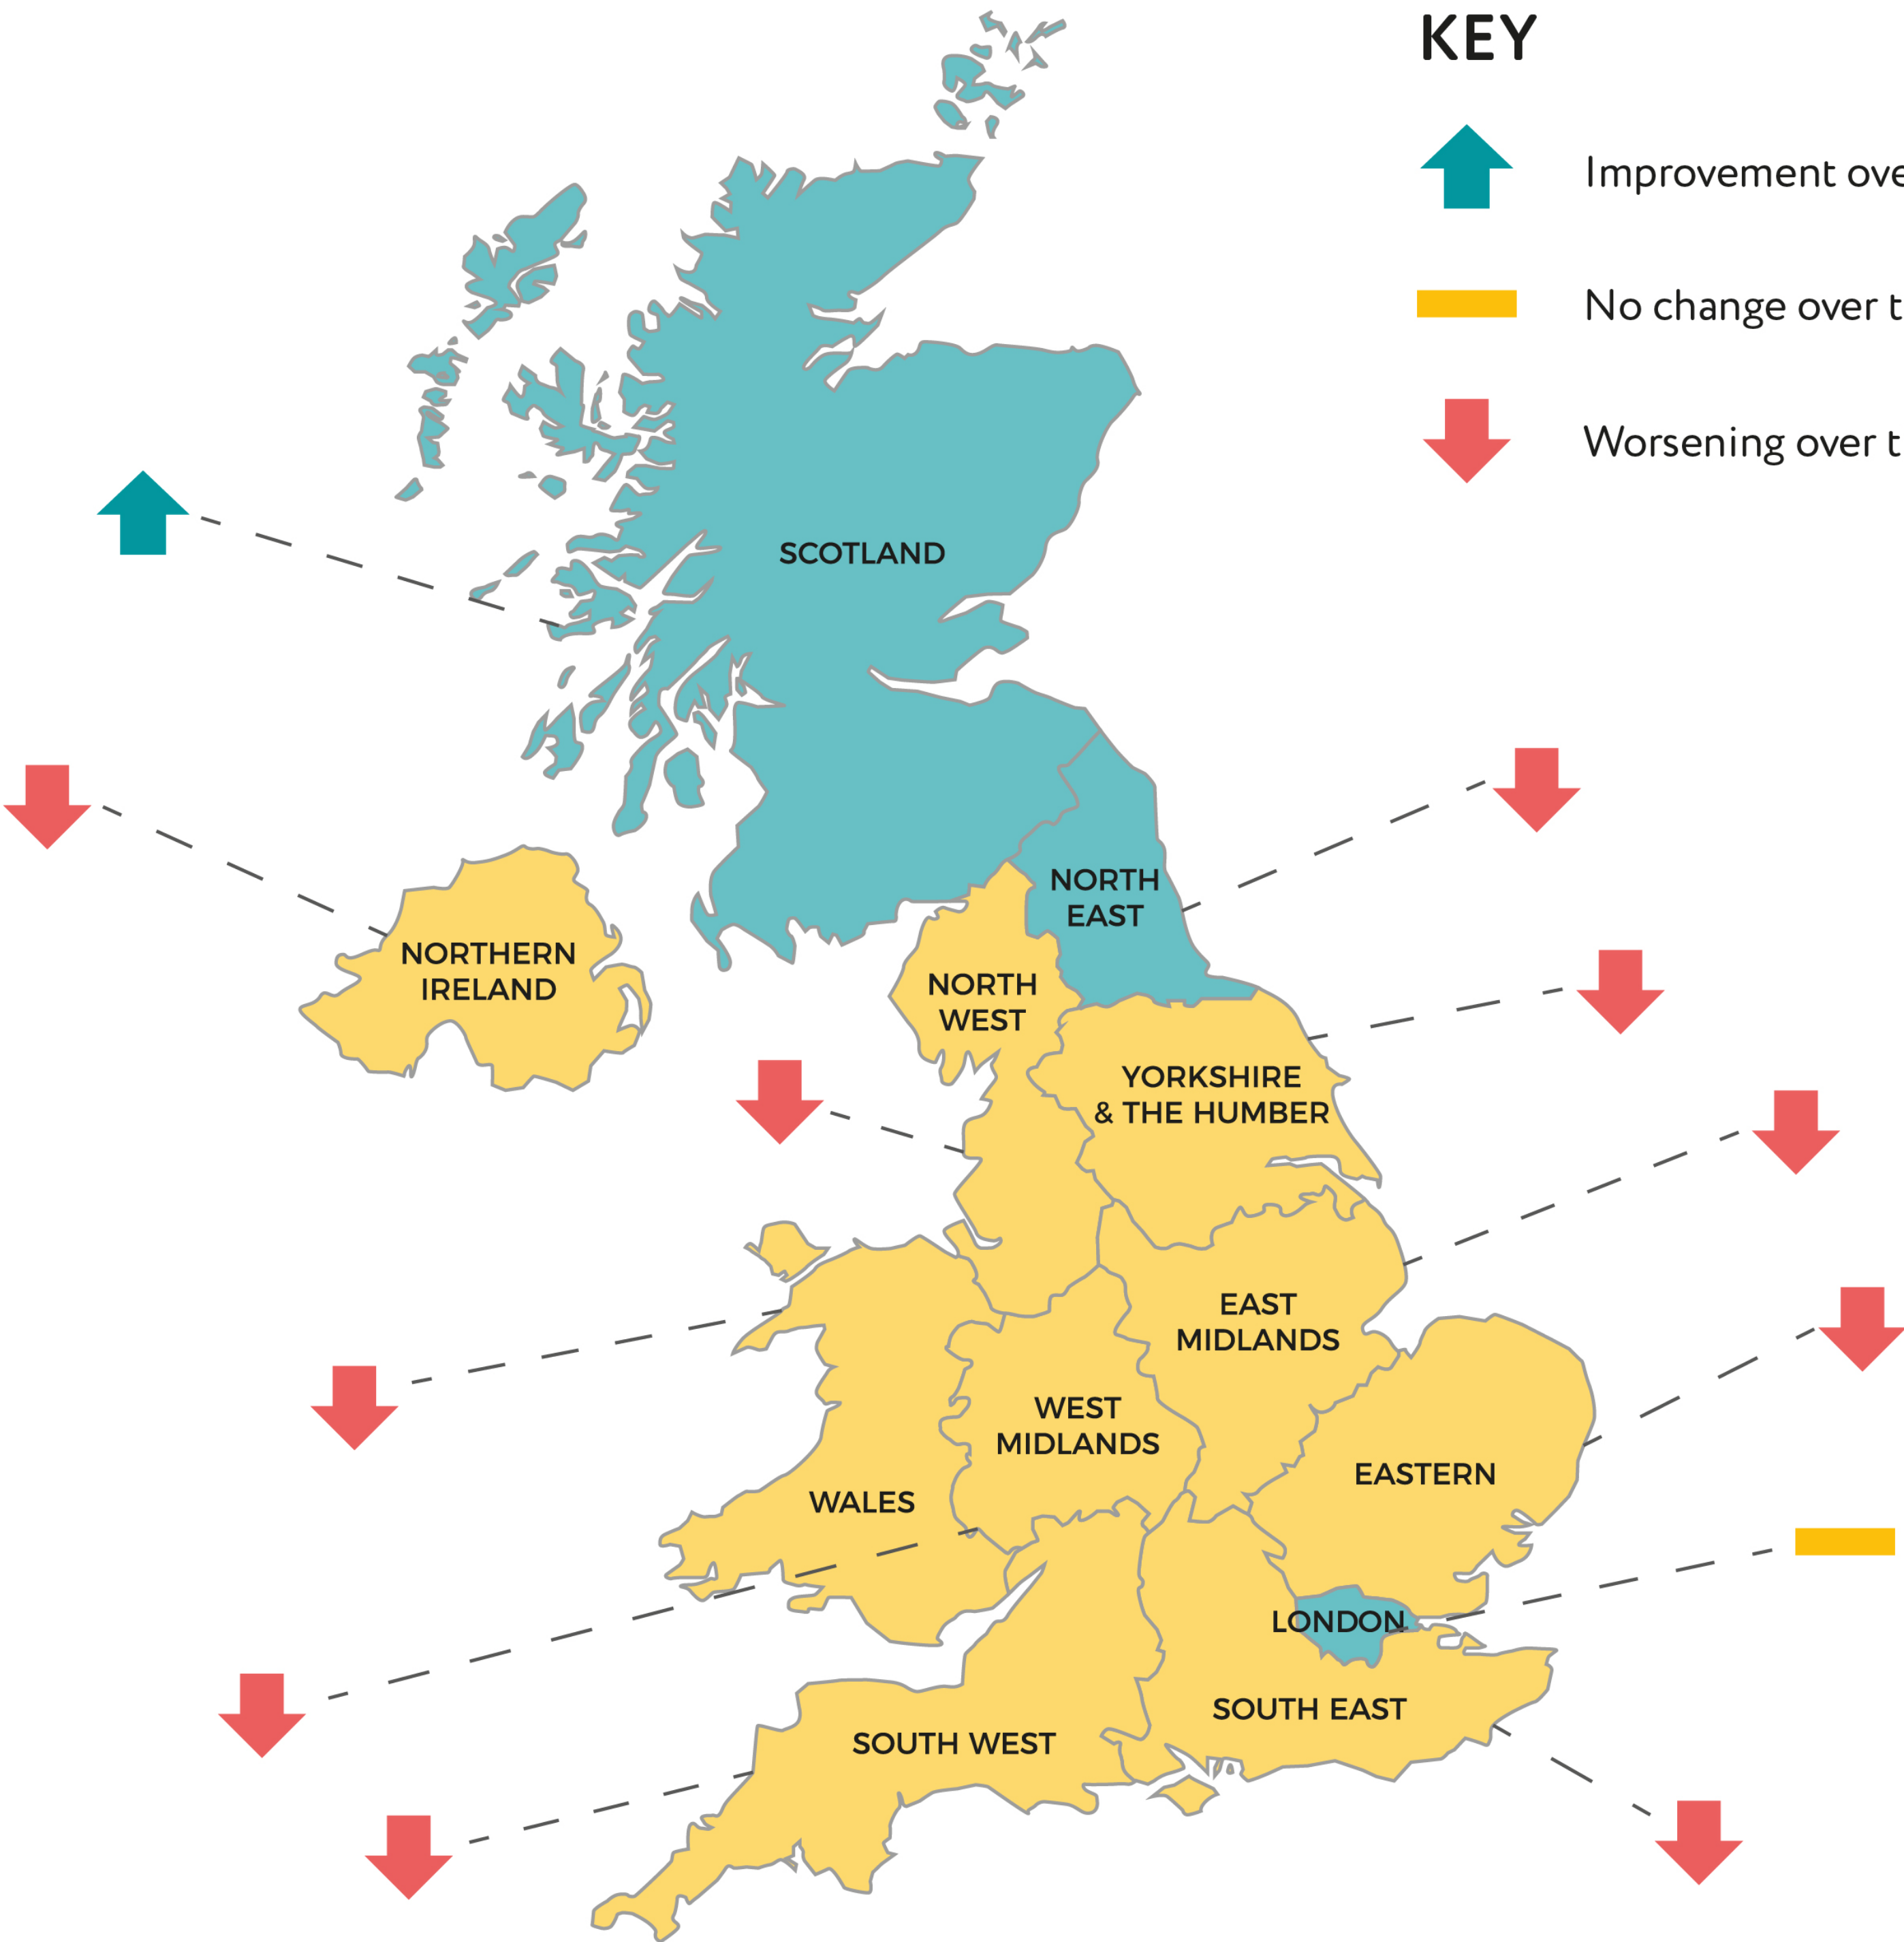 KEY
Improvement ove
No change over t
Worsening over t
SCOTLAND
NORTH
EAST
NORTHERN
IRELAND
NORTH
WEST
YORKSHIRE
& THE HUMBER
EAST
MIDLANDS
WEST
MIDLANDS
EASTERN
WALES
LONDON
SOUTH EAST
SOUTH WEST